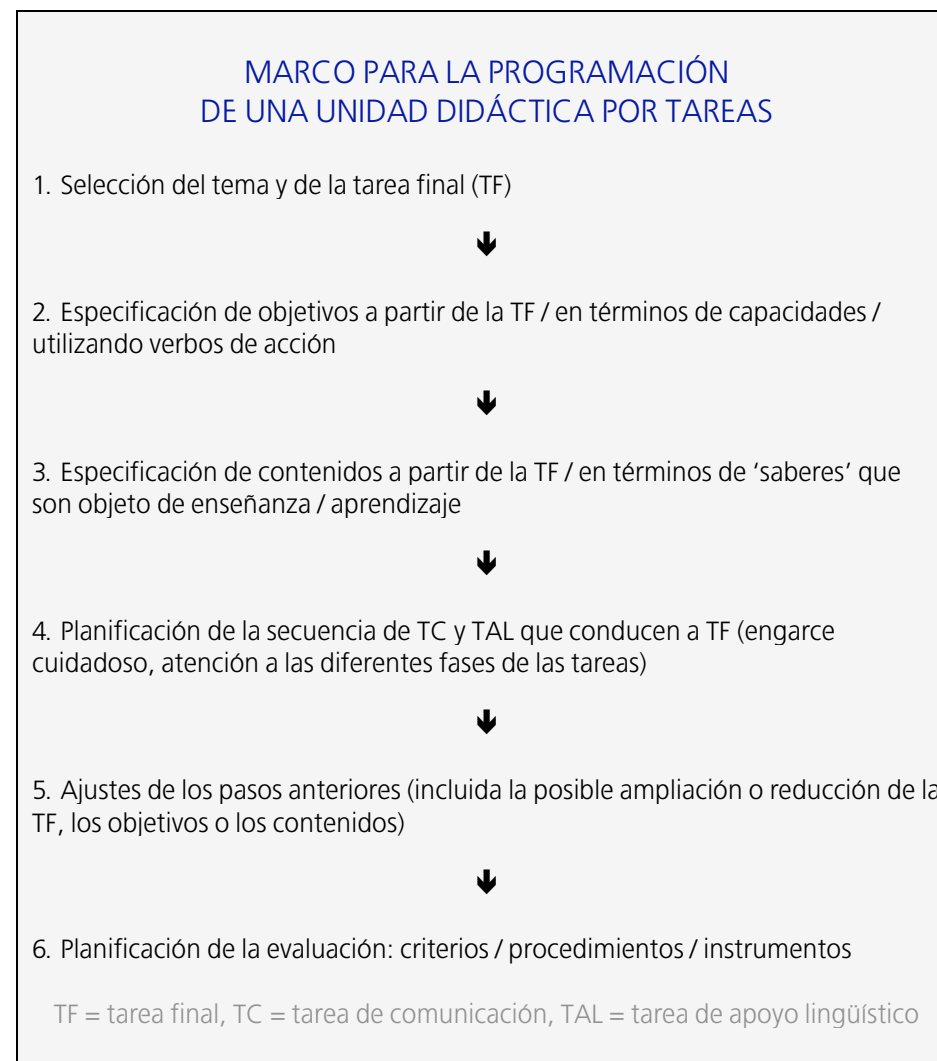 MARCO PARA LA PROGRAMACIÓN
DE UNA UNIDAD DIDÁCTICA POR TAREAS
1. Selección del tema y de la tarea final (TF)
2. Especificación de objetivos a partir de la TF / en términos de capacidades /
utilizando verbos de acción
3. Especificación de contenidos a partir de la TF / en términos de ‘saberes’ que
son objeto de enseñanza / aprendizaje
4. Planificación de la secuencia de TC y TAL que conducen a TF (engarce
cuidadoso, atención a las diferentes fases de las tareas)
5. Ajustes de los pasos anteriores (incluida la posible ampliación o reducción de la
TF, los objetivos o los contenidos)
6. Planificación de la evaluación: criterios / procedimientos / instrumentos
TF = tarea final, TC = tarea de comunicación, TAL = tarea de apoyo lingüístico